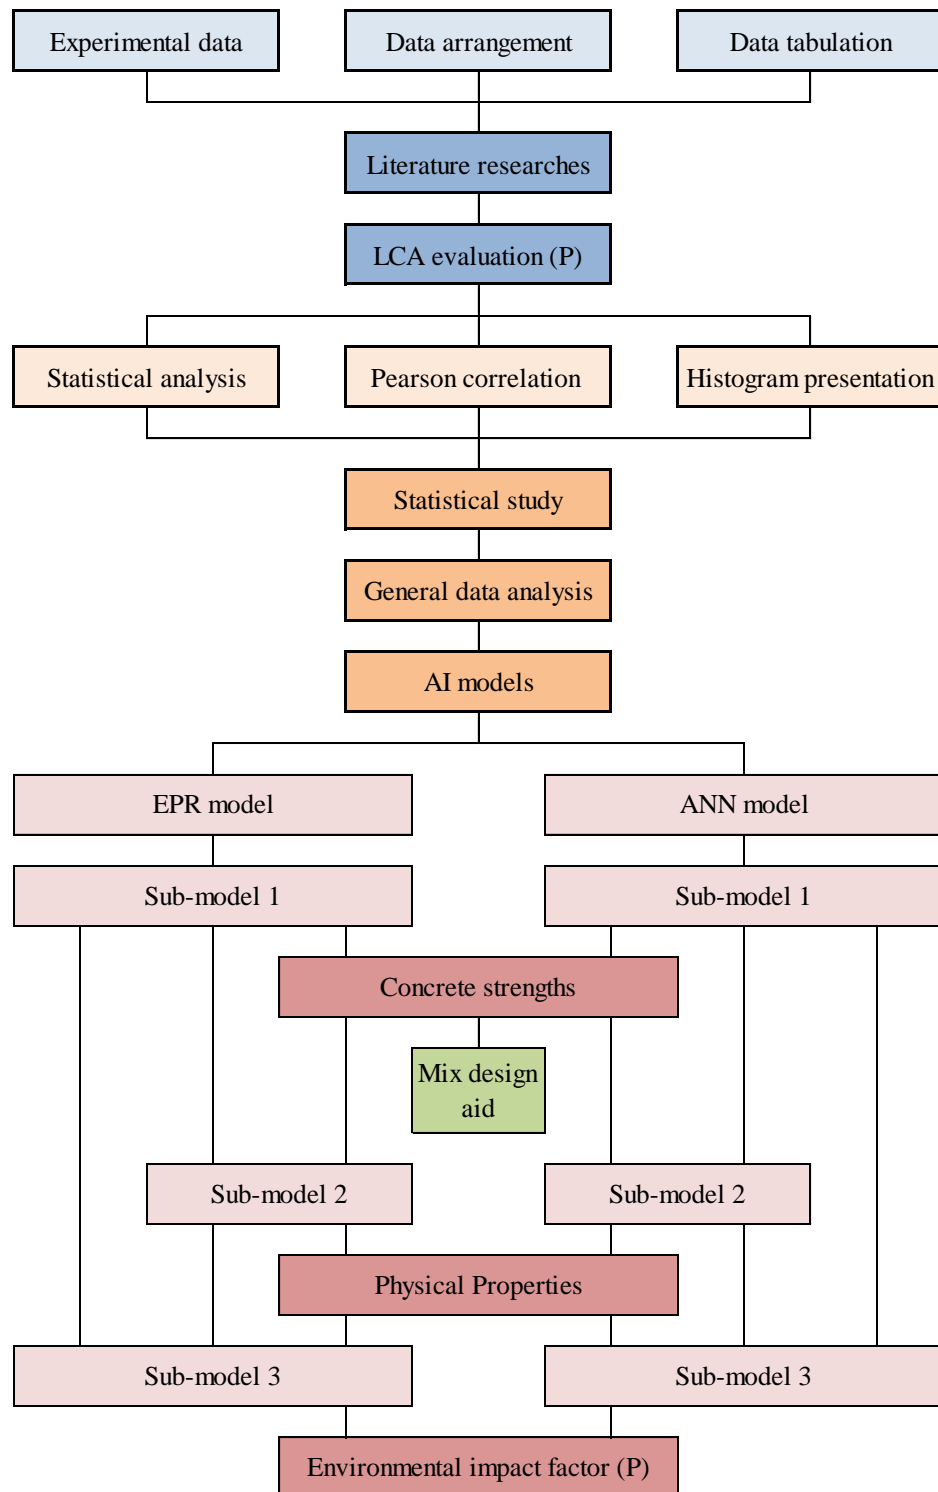 Experimental data
Data arrangement
Data tabulation
Literature researches
LCA evaluation (P)
Statistical analysis
Pearson correlation
Histogram presentation
Statistical study
General data analysis
AI models
EPR model
ANN model
Sub-model 1
Sub-model 1
Concrete strengths
Mix design
aid
Sub-model 2
Sub-model 2
Physical Properties
Sub-model 3
Sub-model 3
Environmental impact factor (P)